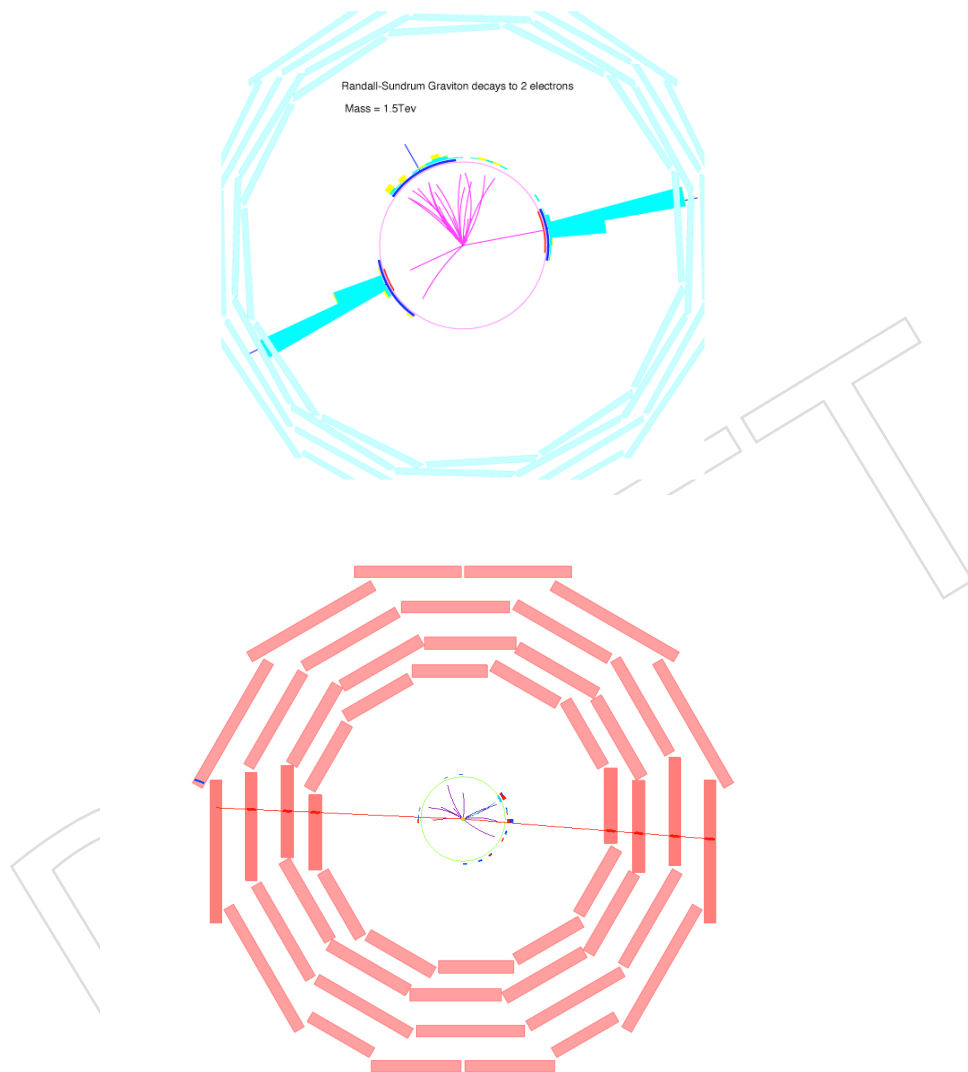 Randall-Sundrum Graviton decays to 2 electrons
Mass = 1.5Tev